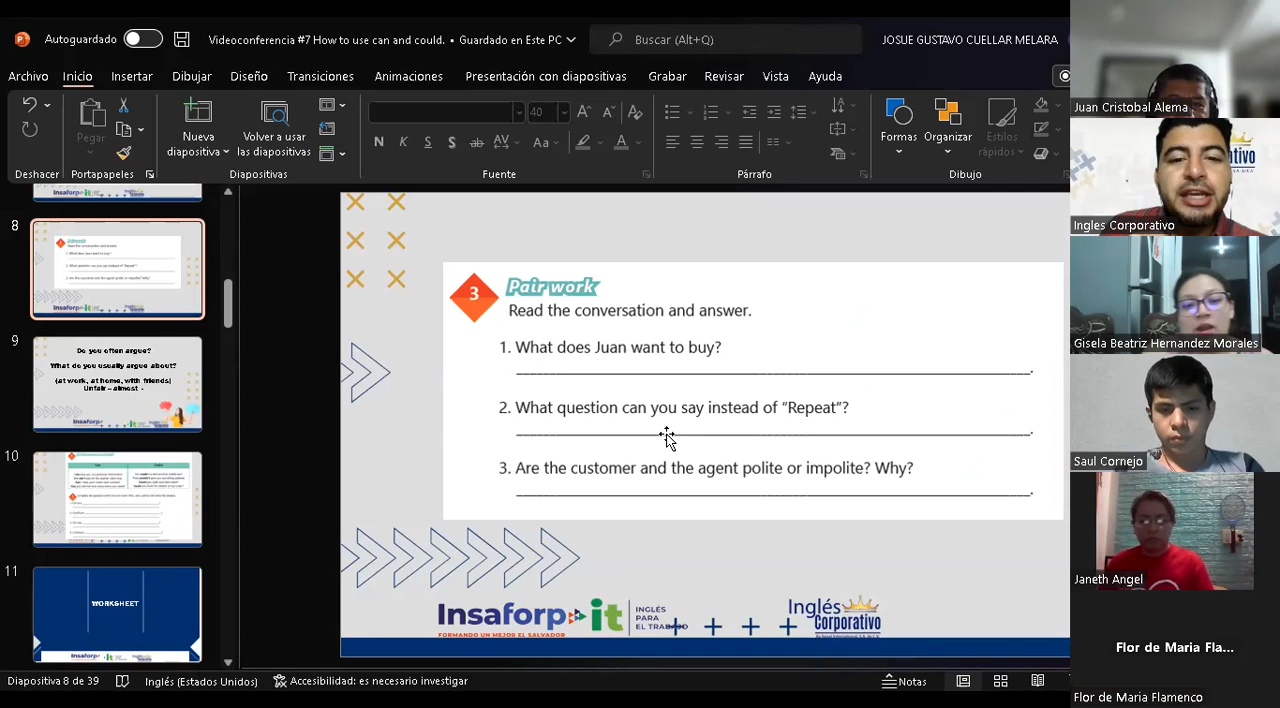 Autoguardado
Videoconferencia #7 How to use can and could. • Guardado en Este PC
Buscar (Alt+Q)
JOSUE GUSTAVO CUELLAR MELARA
Archivo Inicio Insertar Dibujar Diseño Transiciones Animaciones Presentación con diapositivas Grabar Revisar Vista Ayuda
Pegar
Nueva diapositiva
Volver a usar las diapositivas
40
N K S S ab AV Aa A
Formas
Organizar
Estilos rápidos
Deshacer Portapapeles Diapositivas Fuente Párrafo Dibujo
8
9
Do you often argue?
What do you usually argue about?
(at work, at home, with friends)
Unfair – almost -
10
11
WORKSHEET
3
Pair work
Read the conversation and answer.
1. What does Juan want to buy?
2. What question can you say instead of “Repeat”?
3. Are the customer and the agent polite or impolite? Why?
Insaforp it
FORMANDO UN MEJOR EL SALVADOR
INGLÉS
PARA
EL TRABAJO
Inglés
Corporativo
Diapositiva 8 de 39
Inglés (Estados Unidos)
Accesibilidad: es necesario investigar
Notas
Juan Cristobal Alema
Ingles Corporativo
Gisela Beatriz Hernandez Morales
Saul Cornejo
Janeth Angel
Flor de Maria Fla...
Flor de Maria Flamenco